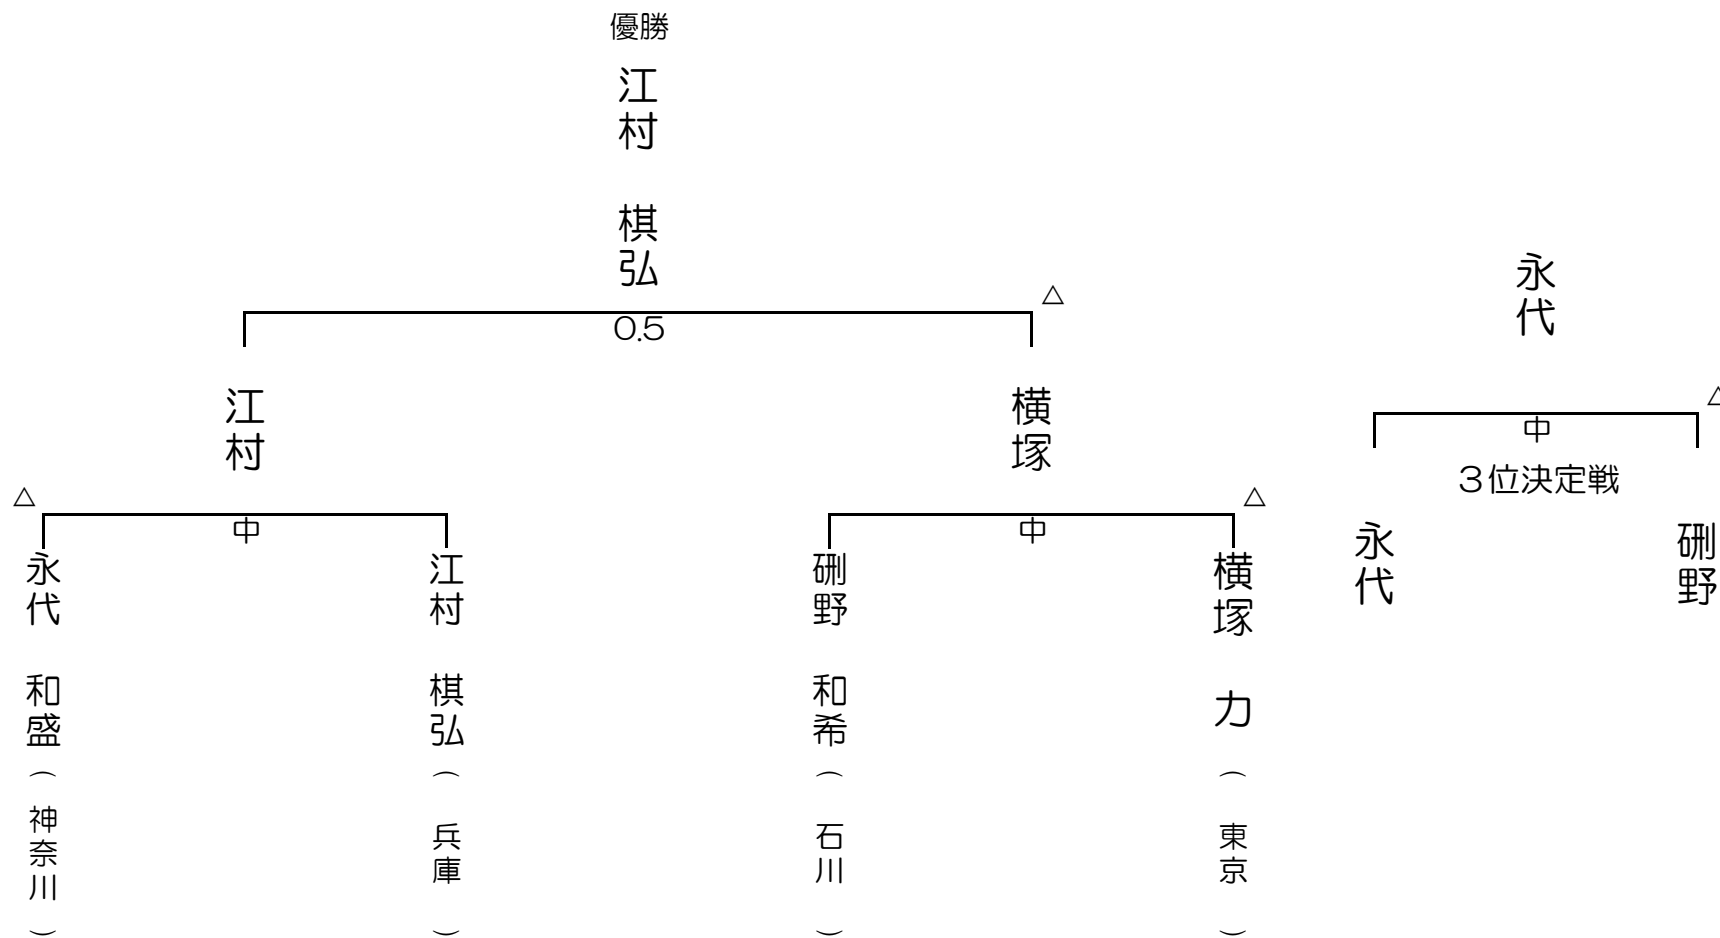 優勝
江村 棋弘
△
0.5
江村
横塚
永代
△
中
3位決定戦
永代
硎野
△
中
△
中
永代 和盛(神奈川)
江村 棋弘(兵庫)
硎野 和希(石川)
横塚 力(東京)